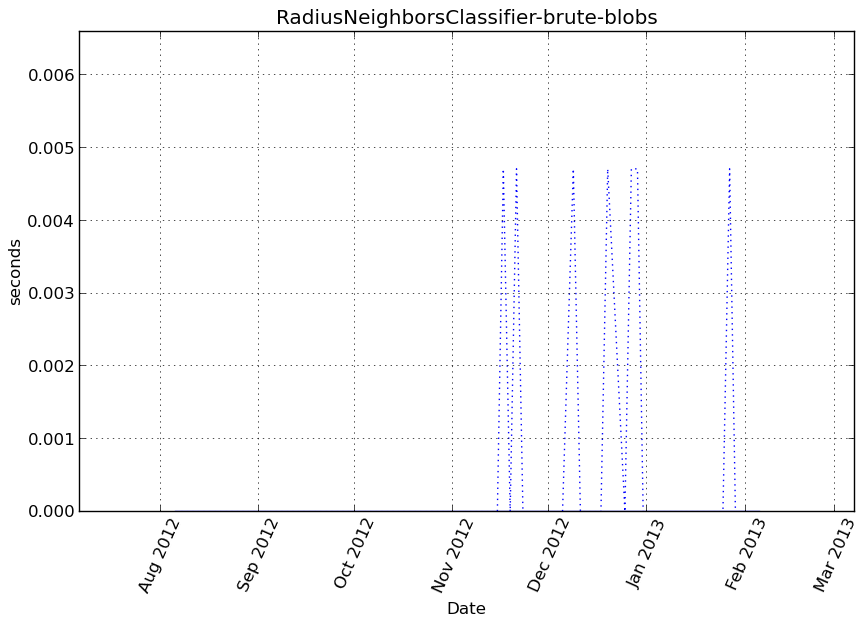 RadiusNeighborsClassifier-brute-blobs
0.006
0.005
0.004
0.003
0.002
0.001
0.000
seconds
Aug 2012
Sep 2012
Oct 2012
Nov 2012
Dec 2012
Jan 2013
Feb 2013
Mar 2013
Date